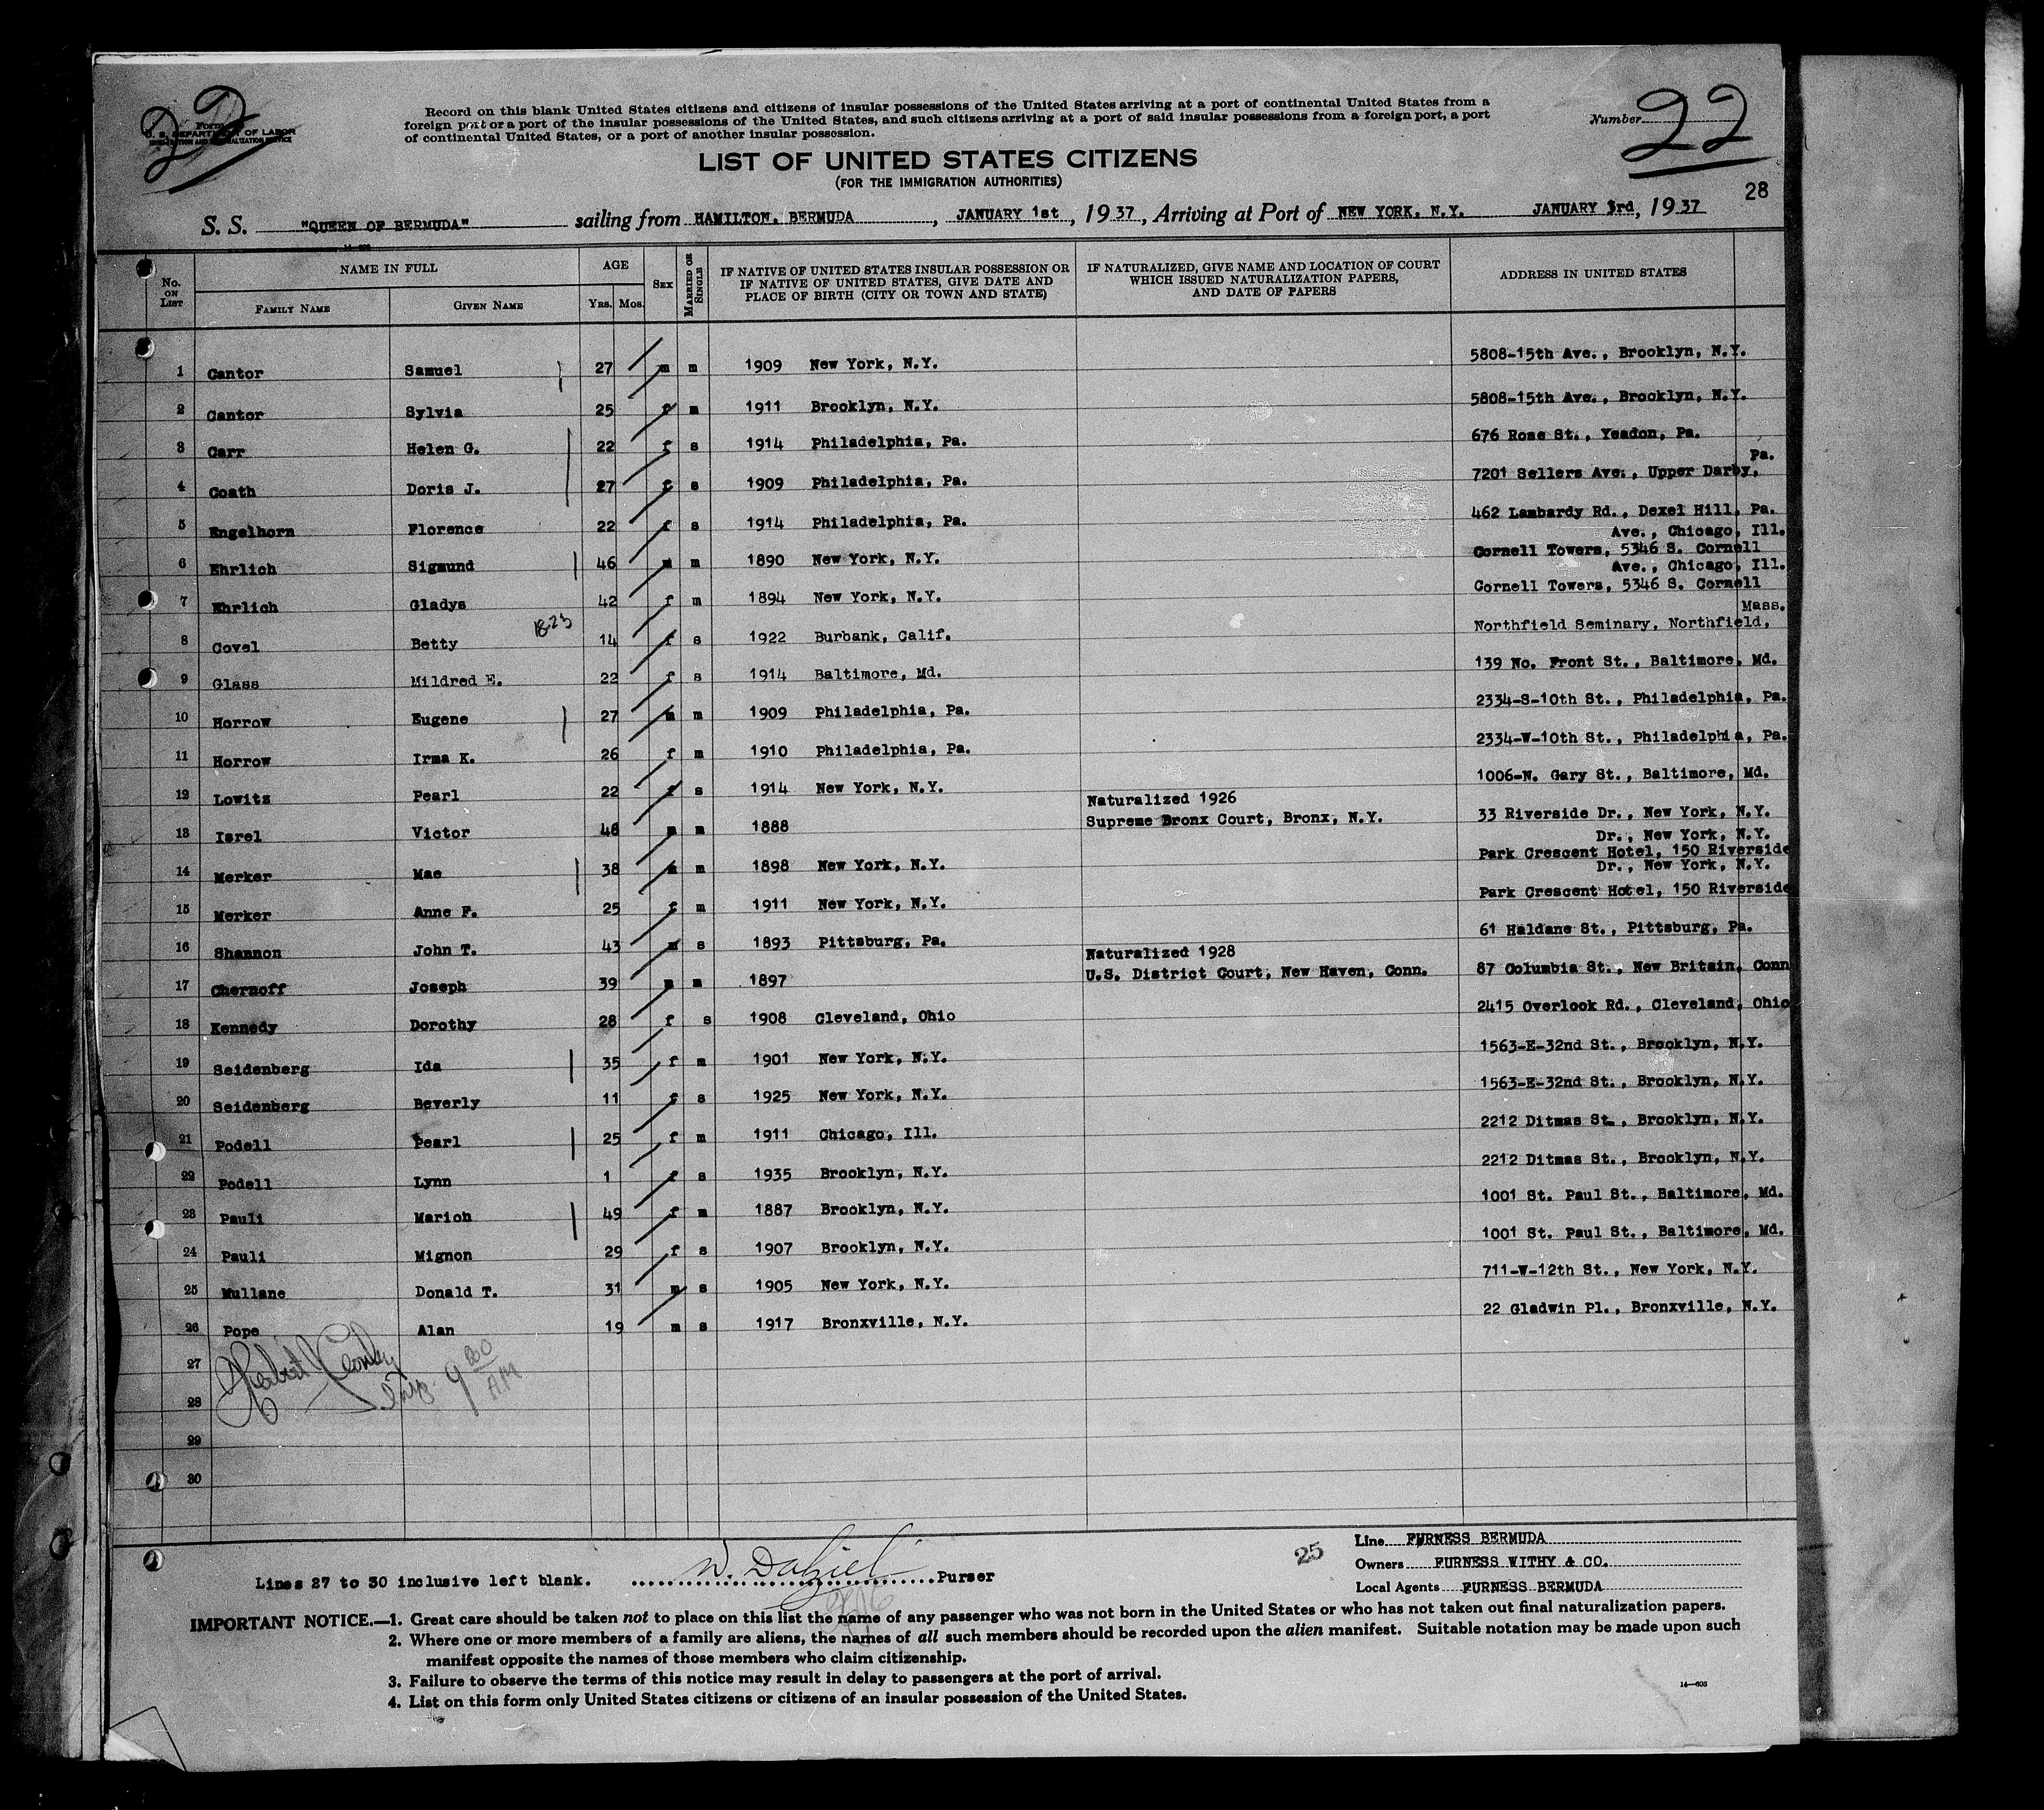 22
Form
U. S. DEPARTMENT OF LABOR
IMMIGRATION AND NATURALIZATION SERVICE
Record on this blank United States citizens and citizens of insular possessions of the United States arriving at a port of continental United States from a
foreign port or a port of the insular possessions of the United States, and such citizens arriving at a port of said insular possessions from a foreign port, a port
of continental United States, or a port of another insular possession.
Number 22
LIST OF UNITED STATES CITIZENS
(FOR THE IMMIGRATION AUTHORITIES)
28
S. S. "QUEEN OF BERMUDA" sailing from HAMILTON, BERMUDA, JANUARY 1st, 1937, Arriving at Port of NEW YORK, N.Y. JANUARY 3rd, 1937
No. ON LIST
NAME IN FULL
FAMILY NAME
GIVEN NAME
AGE
YRS. MOS.
SEX
MARRIED OR SINGLE
IF NATIVE OF UNITED STATES INSULAR POSSESSION OR
IF NATIVE OF UNITED STATES, GIVE DATE AND
PLACE OF BIRTH (CITY OR TOWN AND STATE)
IF NATURALIZED, GIVE NAME AND LOCATION OF COURT
WHICH ISSUED NATURALIZATION PAPERS,
AND DATE OF PAPERS
ADDRESS IN UNITED STATES
1 Cantor Samuel 27 m m 1909 New York, N.Y. 5808-15th Ave., Brooklyn, N.Y.
2 Cantor Sylvia 25 f m 1911 Brooklyn, N.Y. 5808-15th Ave., Brooklyn, N.Y.
3 Carr Helen G. 22 f s 1914 Philadelphia, Pa. 676 Rose St., Yeadon, Pa.
4 Coath Doris J. 27 f s 1909 Philadelphia, Pa. 7201 Sellers Ave., Upper Darby, Pa.
5 Engelhorn Florence 22 f s 1914 Philadelphia, Pa. 462 Lambardy Rd., Dexel Hill, Pa.
6 Ehrlich Sigmund 46 m m 1890 New York, N.Y. Cornell Towers, 5346 S. Cornell Ave., Chicago, Ill.
7 Ehrlich Gladys 42 f m 1894 New York, N.Y. Cornell Towers, 5346 S. Cornell Ave., Chicago, Ill.
8 Covel Betty 18-23 14 f s 1922 Burbank, Calif. Northfield Seminary, Northfield, Mass.
9 Glass Mildred E. 22 f s 1914 Baltimore, Md. 139 No. Front St., Baltimore, Md.
10 Horrow Eugene 27 m m 1909 Philadelphia, Pa. 2334-S-10th St., Philadelphia, Pa.
11 Horrow Irma K. 26 f m 1910 Philadelphia, Pa. 2334-W-10th St., Philadelphia, Pa.
12 Lowitz Pearl 22 f s 1914 New York, N.Y. 1006-N. Gary St., Baltimore, Md.
13 Isrel Victor 48 m m 1888 Naturalized 1926 Supreme Bronx Court, Bronx, N.Y. 33 Riverside Dr., New York, N.Y.
14 Merker Mae 38 m 1898 New York, N.Y. Park Crescent Hotel, 150 Riverside Dr., New York, N.Y.
15 Merker Anne F. 25 f m 1911 New York, N.Y. Park Crescent Hotel, 150 Riverside Dr., New York, N.Y.
16 Shannon John T. 43 m s 1893 Pittsburg, Pa. 61 Haldane St., Pittsburg, Pa.
17 Chernoff Joseph 39 m m 1897 Naturalized 1928 U.S. District Court, New Haven, Conn. 87 Columbia St., New Britain, Conn
18 Kennedy Dorothy 28 f s 1908 Cleveland, Ohio 2415 Overlook Rd., Cleveland, Ohio
19 Seidenberg Ida 35 f m 1901 New York, N.Y. 1563-E-32nd St., Brooklyn, N.Y.
20 Seidenberg Beverly 11 f s 1925 New York, N.Y. 1563-E-32nd St., Brooklyn, N.Y.
21 Podell Pearl 25 f m 1911 Chicago, Ill. 2212 Ditmas St., Brooklyn, N.Y.
22 Podell Lynn 1 f s 1935 Brooklyn, N.Y. 2212 Ditmas St., Brooklyn, N.Y.
23 Pauli Marioh 49 f m 1887 Brooklyn, N.Y. 1001 St. Paul St., Baltimore, Md.
24 Pauli Mignon 29 f s 1907 Brooklyn, N.Y. 1001 St. Paul St., Baltimore, Md.
25 Mullane Donald T. 31 m s 1905 New York, N.Y. 711-W-12th St., New York, N.Y.
26 Pope Alan 19 m s 1917 Bronxville, N.Y. 22 Gladwin Pl., Bronxville, N.Y.
27
28
9 00 AM
29
30
Lines 27 to 30 inclusive left blank. W. Dalziel Purser
25
Line FURNESS BERMUDA
Owners FURNESS WITHY & CO.
Local Agents FURNESS BERMUDA
IMPORTANT NOTICE.—1. Great care should be taken not to place on this list the name of any passenger who was not born in the United States or who has not taken out final naturalization papers.
2. Where one or more members of a family are aliens, the names of all such members should be recorded upon the alien manifest. Suitable notation may be made upon such
manifest opposite the names of those members who claim citizenship.
3. Failure to observe the terms of this notice may result in delay to passengers at the port of arrival.
4. List on this form only United States citizens or citizens of an insular possession of the United States.
14—608